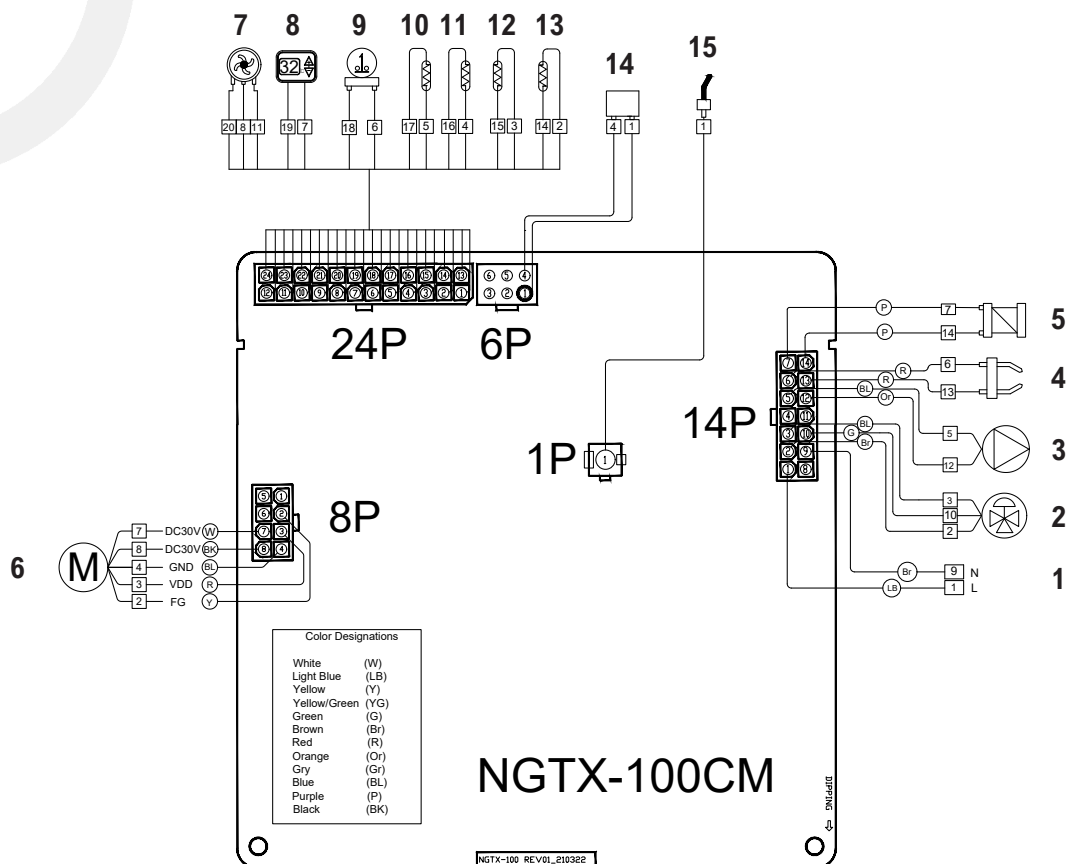 7 8 9 10 11 12 13 14 15
32 1
20 8 11 19 7 18 6 17 5 16 4 15 3 14 2 4 1 1
24 23 22 21 20 19 18 17 16 15 14 13
12 11 10 9 8 7 6 5 4 3 2 1
6 5 4
3 2 1
24P 6P
P 7
P 14
5
R 6
R 13
4
BL 5
Or 12
3
BL 3
G 10
Br 2
2
Br 9 N
LB 1 L
1
7 14
6 13
5 12
4 11
3 10
2 9
1 8
14P
1P 1
8P
5 1
6 2
7 3
8 4
6 M
7 DC30V W
8 DC30V BK
4 GND BL
3 VDD R
2 FG Y
Color Designations
White (W)
Light Blue (LB)
Yellow (Y)
Yellow/Green (YG)
Green (G)
Brown (Br)
Red (R)
Orange (Or)
Gry (Gr)
Blue (BL)
Purple (P)
Black (BK)
NGTX-100CM
DIPPING
NGTX-100 REV01_210322